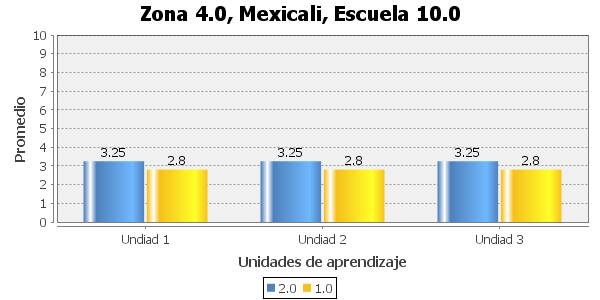 Zona 4.0, Mexicali, Escuela 10.0
Promedio
10
9
8
7
6
5
4
3
2
1
0
3.25 2.8 3.25 2.8 3.25 2.8
Undiad 1 Undiad 2 Undiad 3
Unidades de aprendizaje
2.0 1.0